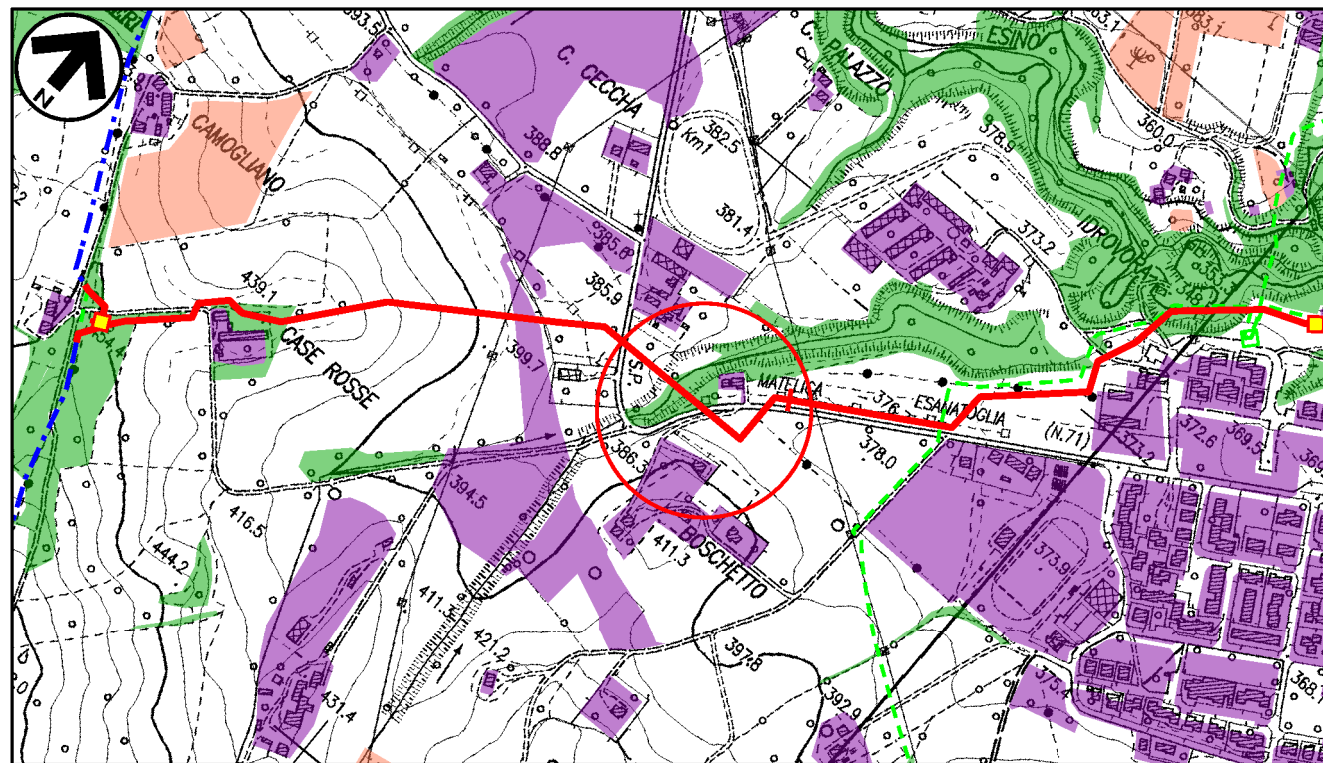 N
393.5
C. CECCHA
388.8
382.5
Km1
C. PALAZZO
ESINO
378.9
360.0
CAMOGLIANO
381.4
373.2
IDROVORA
385.9
439.1
CASE ROSSE
399.7
S.P.
MATELICA
376
ESANATOGLIA
(N.71)
378.0
386.3
394.5
372.6
369.5
BOSCHETTO
411.3
416.5
444.2
411.5
373.9
421.2
397.8
431.4
392.9
368.1